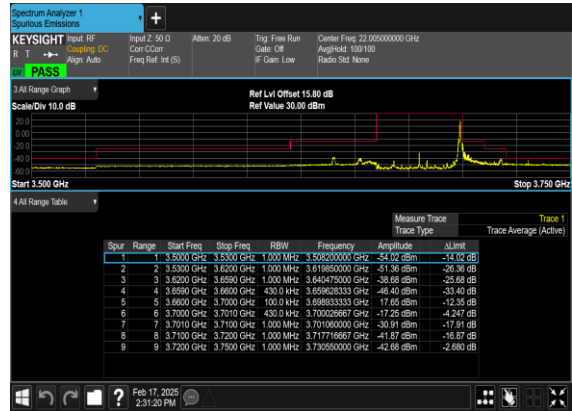 Spectrum Analyzer 1
Spurious Emissions
KEYSIGHT Input: RF Input Z: 50 Ω Atten: 20 dB Trig: Free Run Center Freq: 22.005000000 GHz
R T Coupling: DC Corr CCorr Gate: Off Avg|Hold: 100/100
Align: Auto Freq Ref: Int (S) IF Gain: Low Radio Std: None
PASS
3 All Range Graph
Ref Lvl Offset 15.80 dB
Scale/Div 10.0 dB Ref Value 30.00 dBm
20.0
0.00
-20.0
-40.0
-60.0
Start 3.500 GHz Stop 3.750 GHz
4 All Range Table
Measure Trace Trace 1
Trace Type Trace Average (Active)
Spur Range Start Freq Stop Freq RBW Frequency Amplitude ΔLimit
1 1 3.5000 GHz 3.5300 GHz 1.000 MHz 3.508200000 GHz -54.02 dBm -14.02 dB
2 2 3.5300 GHz 3.6200 GHz 1.000 MHz 3.619850000 GHz -51.36 dBm -26.36 dB
3 3 3.6200 GHz 3.6590 GHz 1.000 MHz 3.640475000 GHz -38.68 dBm -25.68 dB
4 4 3.6590 GHz 3.6600 GHz 430.0 kHz 3.659628333 GHz -46.40 dBm -33.40 dB
5 5 3.6600 GHz 3.7000 GHz 100.0 kHz 3.698933333 GHz 17.65 dBm -12.35 dB
6 6 3.7000 GHz 3.7010 GHz 430.0 kHz 3.700026667 GHz -17.25 dBm -4.247 dB
7 7 3.7010 GHz 3.7100 GHz 1.000 MHz 3.701060000 GHz -30.91 dBm -17.91 dB
8 8 3.7100 GHz 3.7200 GHz 1.000 MHz 3.717716667 GHz -41.87 dBm -16.87 dB
9 9 3.7200 GHz 3.7500 GHz 1.000 MHz 3.730550000 GHz -42.68 dBm -2.680 dB
Feb 17, 2025
2:31:20 PM